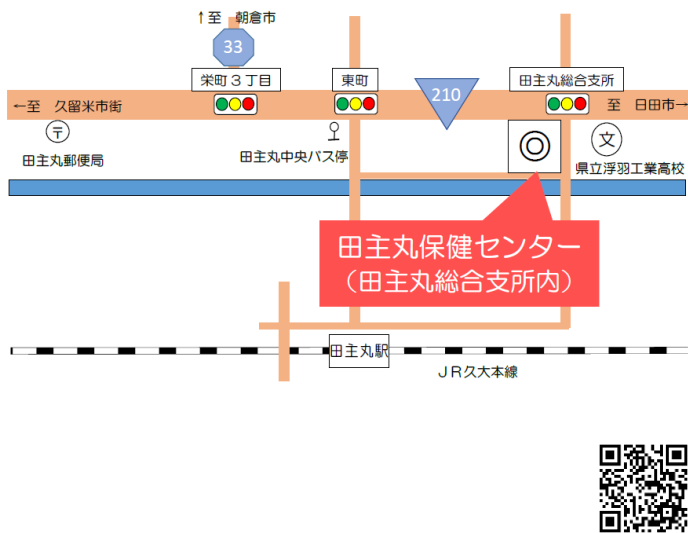 ↑至 朝倉市
33
栄町３丁目
東町
210
田主丸総合支所
←至 久留米市街
至 日田市→
〒
田主丸郵便局
田主丸中央バス停
◎
文
県立浮羽工業高校
田主丸保健センター
（田主丸総合支所内）
田主丸駅
ＪＲ久大本線